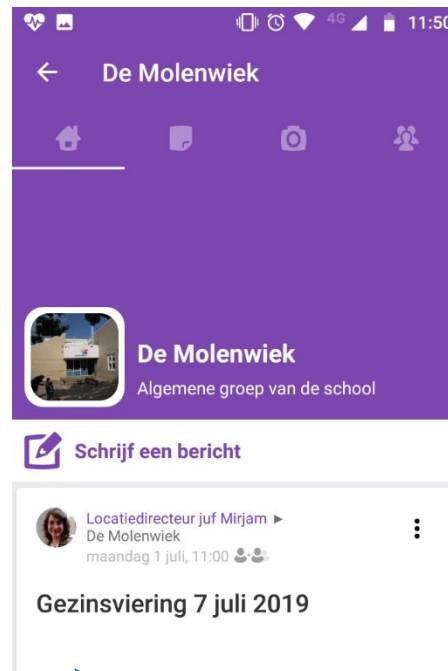 4G 11:50
De Molenwiek
De Molenwiek
Algemene groep van de school
Schrijf een bericht
Locatiedirecteur juf Mirjam ►
De Molenwiek
maandag 1 juli, 11:00
Gezinsviering 7 juli 2019